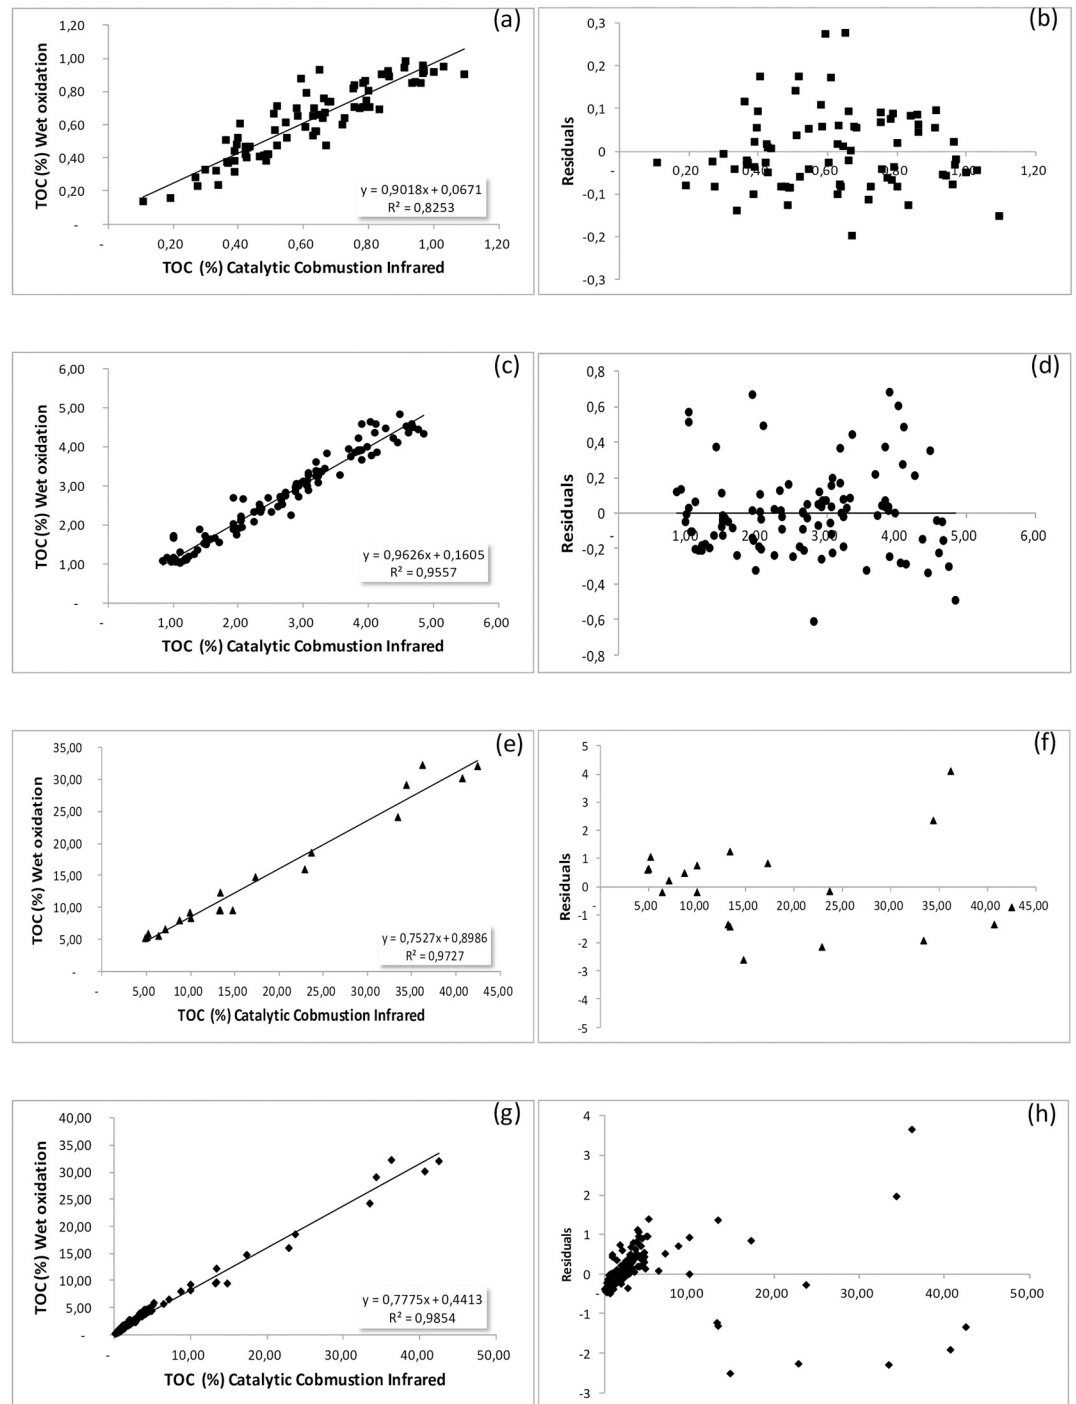 (a)
TOC (%) Wet oxidation
1,20
1,00
0,80
0,60
0,40
0,20
-
y = 0,9018x + 0,0671
R² = 0,8253
- 0,20 0,40 0,60 0,80 1,00 1,20
TOC (%) Catalytic Cobmustion Infrared
(b)
Residuals
0,3
0,2
0,1
0
-0,1
-0,2
-0,3
- 0,20 0,40 0,60 0,80 1,00 1,20
(c)
TOC (%) Wet oxidation
6,00
5,00
4,00
3,00
2,00
1,00
-
y = 0,9626x + 0,1605
R² = 0,9557
- 1,00 2,00 3,00 4,00 5,00 6,00
TOC (%) Catalytic Cobmustion Infrared
(d)
Residuals
0,8
0,6
0,4
0,2
0
-0,2
-0,4
-0,6
-0,8
- 1,00 2,00 3,00 4,00 5,00 6,00
(e)
TOC (%) Wet oxidation
35,00
30,00
25,00
20,00
15,00
10,00
5,00
-
y = 0,7527x + 0,8986
R² = 0,9727
- 5,00 10,00 15,00 20,00 25,00 30,00 35,00 40,00 45,00
TOC (%) Catalytic Cobmustion Infrared
(f)
Residuals
5
4
3
2
1
0
-1
-2
-3
-4
-5
- 5,00 10,00 15,00 20,00 25,00 30,00 35,00 40,00 45,00
(g)
TOC (%) Wet oxidation
40,00
35,00
30,00
25,00
20,00
15,00
10,00
5,00
-
y = 0,7775x + 0,4413
R² = 0,9854
- 10,00 20,00 30,00 40,00 50,00
TOC (%) Catalytic Cobmustion Infrared
(h)
Residuals
4
3
2
1
0
-1
-2
-3
- 10,00 20,00 30,00 40,00 50,00